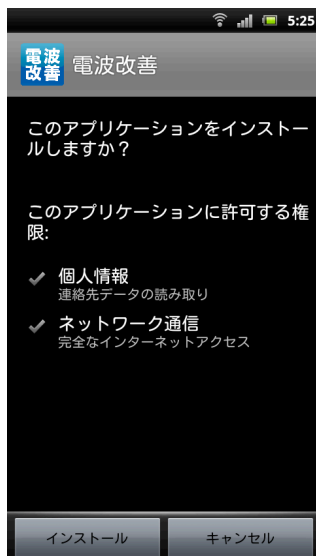 5:25
電波
改善
電波改善
このアプリケーションをインストー
ルしますか？
このアプリケーションに許可する権
限:
個人情報
連絡先データの読み取り
ネットワーク通信
完全なインターネットアクセス
インストール
キャンセル